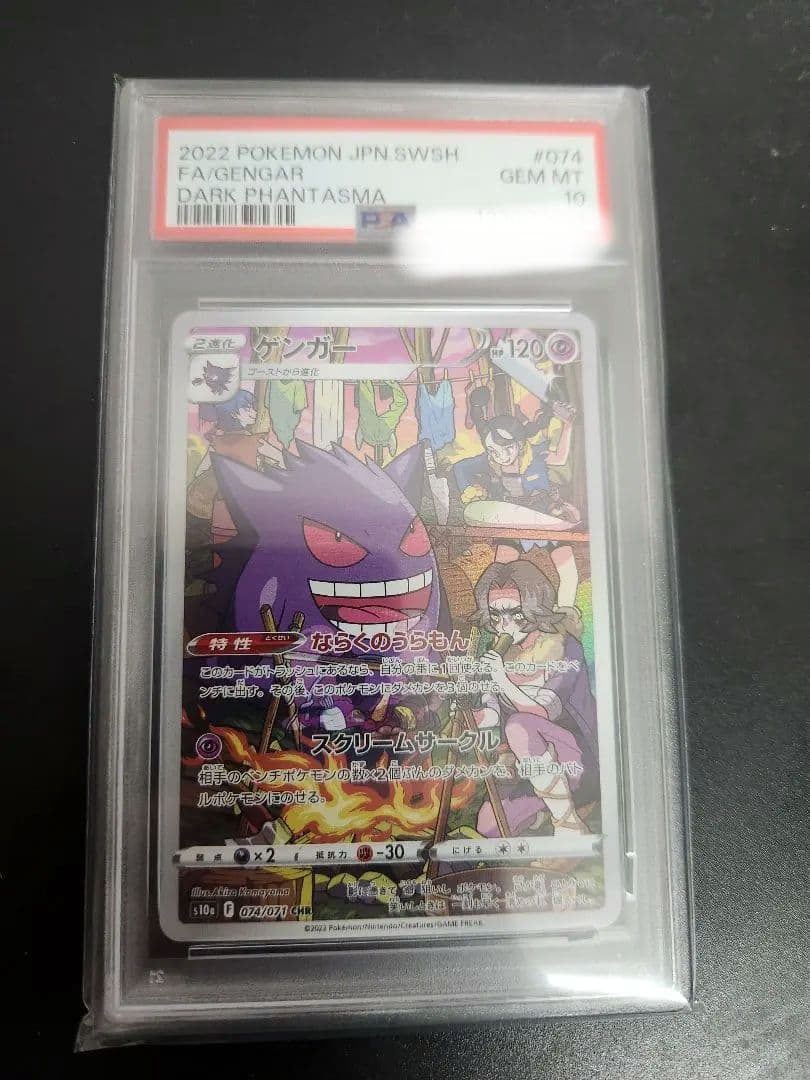 2022 POKEMON JPN.SWSH #074
FA/GENGAR GEM MT
DARK PHANTASMA 10
PSA
2進化 ゲンガー HP 120
ゴーストから進化
特性 とくせい ならくのうらもん
このカードがトラッシュにあるなら、自分の番に1回使える。このカードをベ
ンチに出す。その後、このポケモンにダメカンを3個のせる。
スクリームサークル
相手のベンチポケモンの数×2個ぶんのダメカンを、相手のバト
ルポケモンにのせる。
弱点 ×2 抵抗力 -30 にげる
Illus. Akira Komayama
s10a F 074/071 CHR
©2022 Pokémon/Nintendo/Creatures/GAME FREAK.